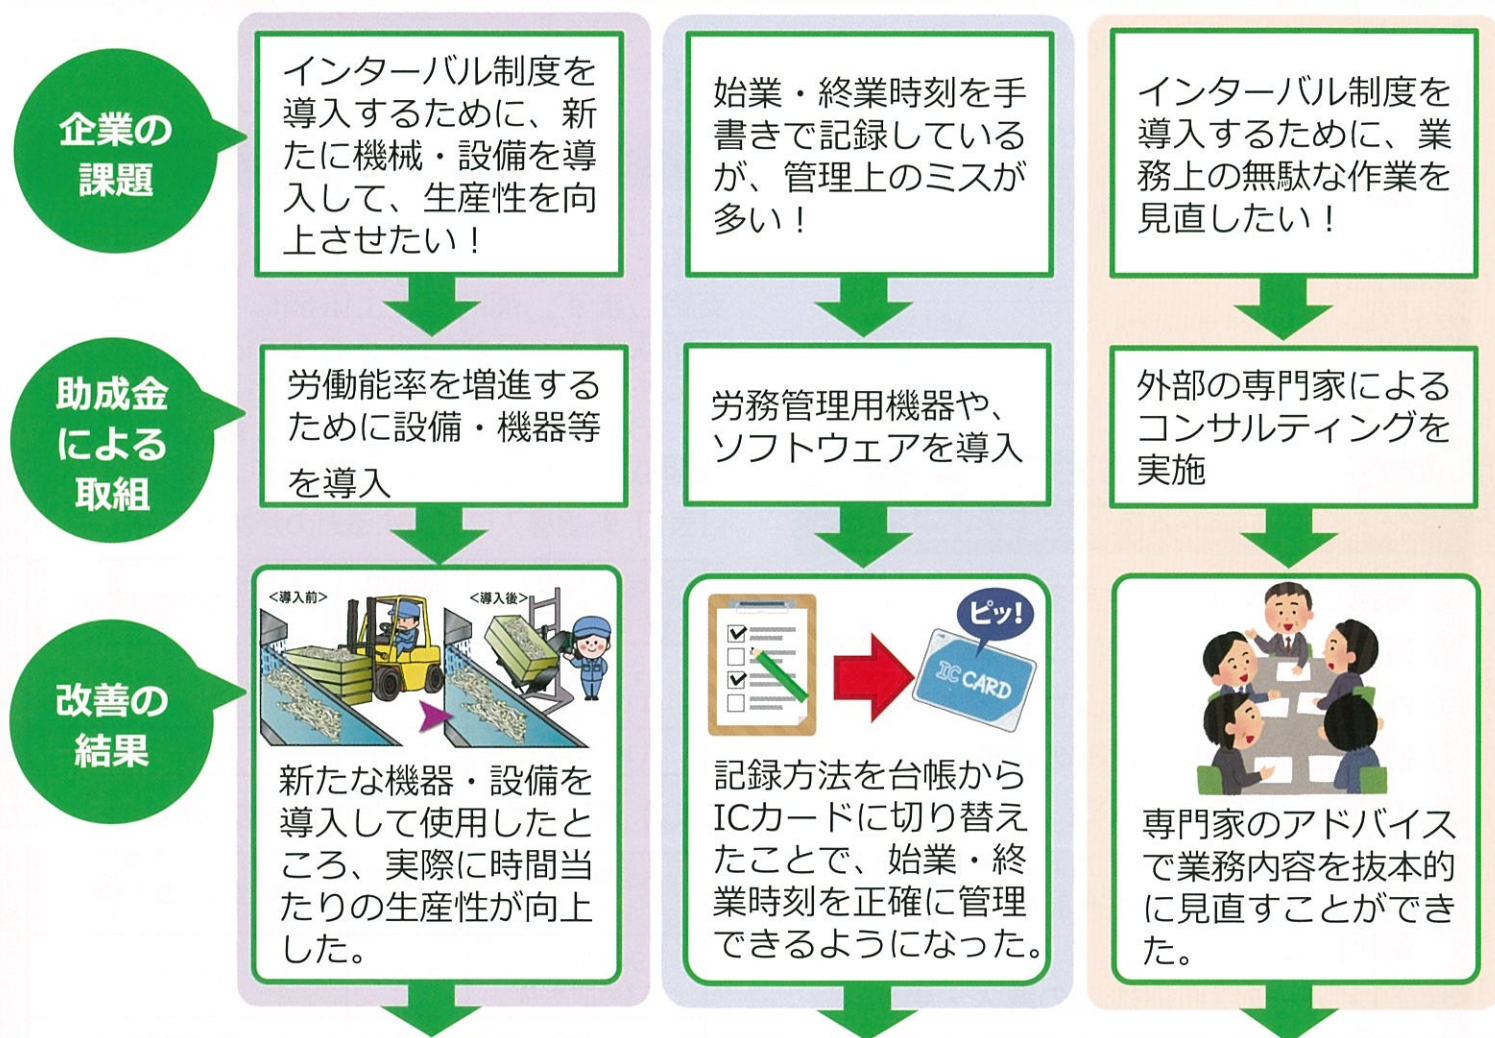 企業の
課題
インターバル制度を
導入するために、新
たに機械・設備を導
入して、生産性を向
上させたい！
始業・終業時刻を手
書きで記録している
が、管理上のミスが
多い！
インターバル制度を
導入するために、業
務上の無駄な作業を
見直したい！
助成金
による
取組
労働能率を増進する
ために設備・機器等
を導入
労務管理用機器や、
ソフトウェアを導入
外部の専門家による
コンサルティングを
実施
改善の
結果
<導入前>
<導入後>
新たな機器・設備を
導入して使用したと
ころ、実際に時間当
たりの生産性が向上
した。
ピッ!
IC CARD
記録方法を台帳から
ICカードに切り替え
たことで、始業・終
業時刻を正確に管理
できるようになった。
専門家のアドバイス
で業務内容を抜本的
に見直すことができ
た。